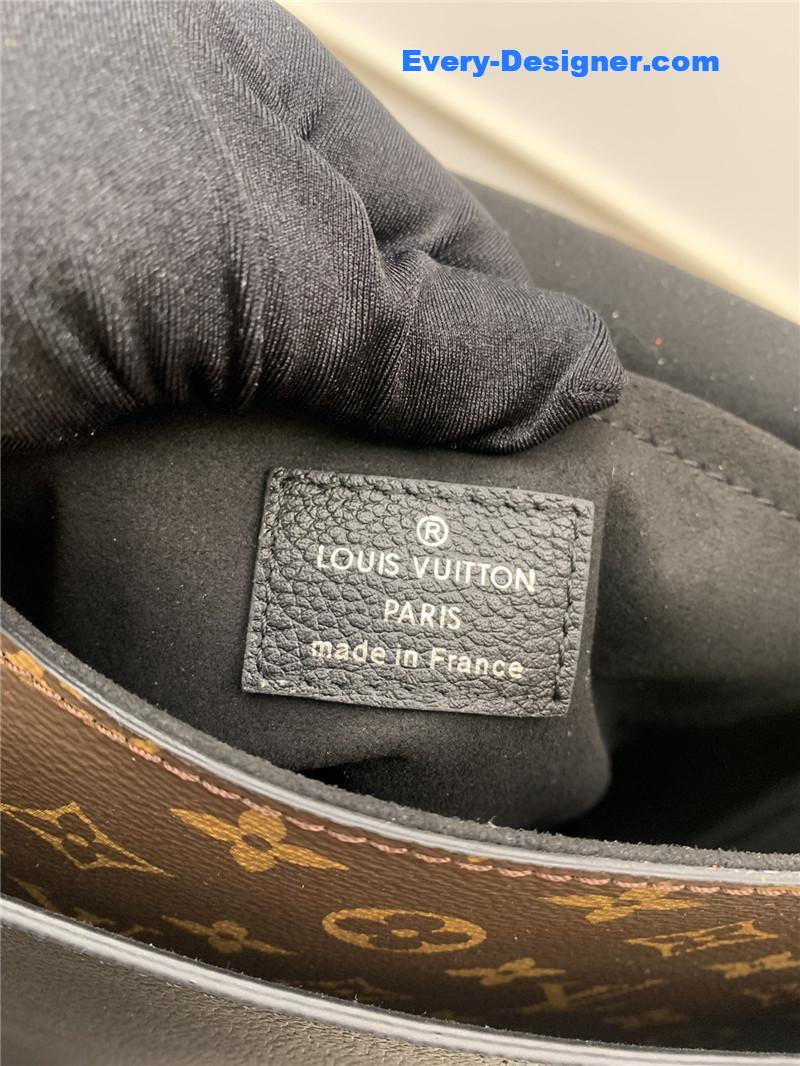 Every-Designer.com
®
LOUIS VUITTON
PARIS
made in France